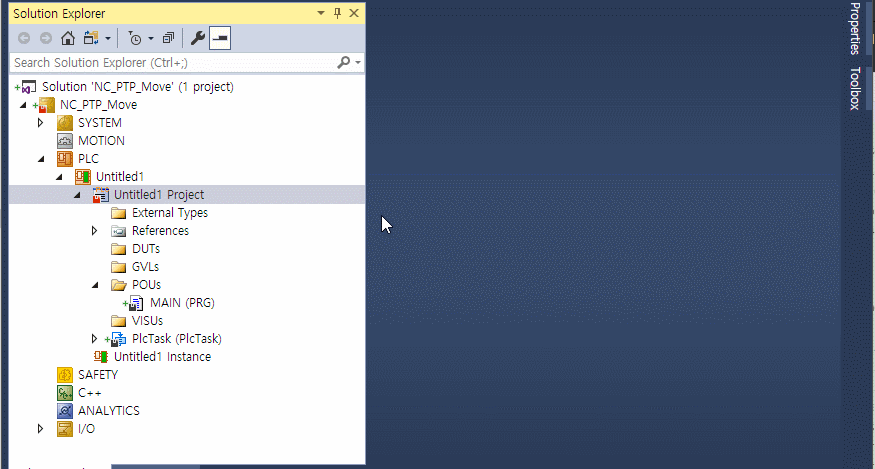 Solution Explorer
Search Solution Explorer (Ctrl+;)
Solution 'NC_PTP_Move' (1 project)
NC_PTP_Move
SYSTEM
MOTION
PLC
Untitled1
Untitled1 Project
External Types
References
DUTs
GVLs
POUs
MAIN (PRG)
VISUs
PlcTask (PlcTask)
Untitled1 Instance
SAFETY
C++
ANALYTICS
I/O
Properties
Toolbox